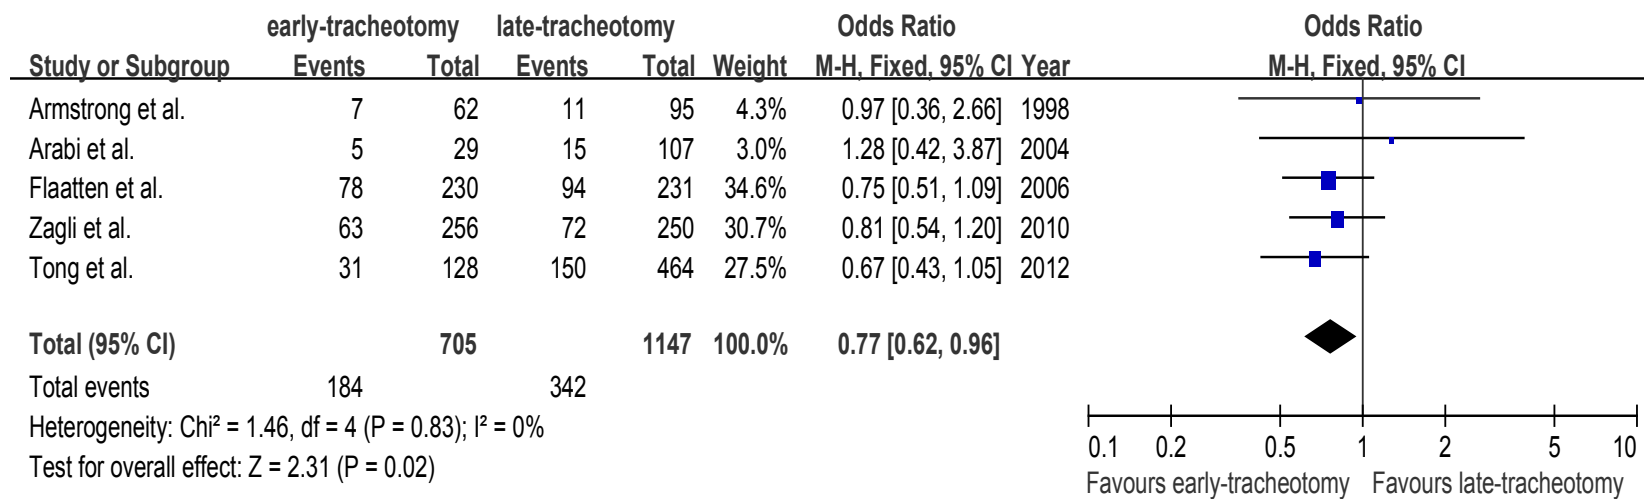 early-tracheotomy late-tracheotomy Odds Ratio Odds Ratio
Study or Subgroup Events Total Events Total Weight M-H, Fixed, 95% CI Year M-H, Fixed, 95% CI
Armstrong et al. 7 62 11 95 4.3% 0.97 [0.36, 2.66] 1998
Arabi et al. 5 29 15 107 3.0% 1.28 [0.42, 3.87] 2004
Flaatten et al. 78 230 94 231 34.6% 0.75 [0.51, 1.09] 2006
Zagli et al. 63 256 72 250 30.7% 0.81 [0.54, 1.20] 2010
Tong et al. 31 128 150 464 27.5% 0.67 [0.43, 1.05] 2012
Total (95% CI) 705 1147 100.0% 0.77 [0.62, 0.96]
Total events 184 342
Heterogeneity: Chi² = 1.46, df = 4 (P = 0.83); I² = 0%
Test for overall effect: Z = 2.31 (P = 0.02)
0.1 0.2 0.5 1 2 5 10
Favours early-tracheotomy Favours late-tracheotomy